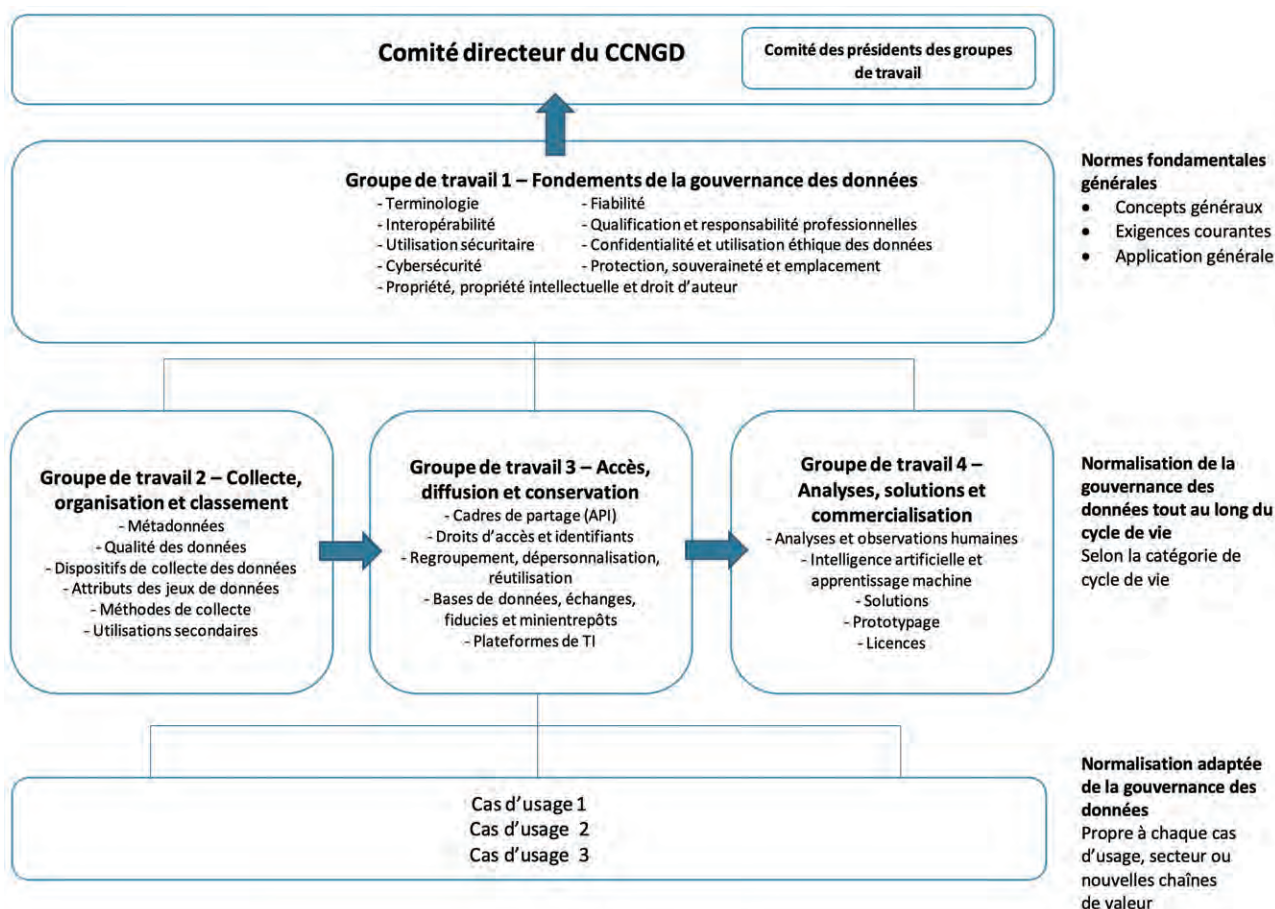 Comité directeur du CCNGD
Comité des présidents des groupes
de travail
Groupe de travail 1 – Fondements de la gouvernance des données
- Terminologie
- Interopérabilité
- Utilisation sécuritaire
- Cybersécurité
- Propriété, propriété intellectuelle et droit d'auteur
- Fiabilité
- Qualification et responsabilité professionnelles
- Confidentialité et utilisation éthique des données
- Protection, souveraineté et emplacement
Normes fondamentales
générales
• Concepts généraux
• Exigences courantes
• Application générale
Groupe de travail 2 – Collecte,
organisation et classement
- Métadonnées
- Qualité des données
- Dispositifs de collecte des données
- Attributs des jeux de données
- Méthodes de collecte
- Utilisations secondaires
Groupe de travail 3 – Accès,
diffusion et conservation
- Cadres de partage (API)
- Droits d'accès et identifiants
- Regroupement, dépersonnalisation,
réutilisation
- Bases de données, échanges,
fiducies et minientrepôts
- Plateformes de TI
Groupe de travail 4 –
Analyses, solutions et
commercialisation
- Analyses et observations humaines
- Intelligence artificielle et
apprentissage machine
- Solutions
- Prototypage
- Licences
Normalisation de la
gouvernance des
données tout au long du
cycle de vie
Selon la catégorie de
cycle de vie
Cas d'usage 1
Cas d'usage 2
Cas d'usage 3
Normalisation adaptée
de la gouvernance des
données
Propre à chaque cas
d'usage, secteur ou
nouvelles chaînes
de valeur